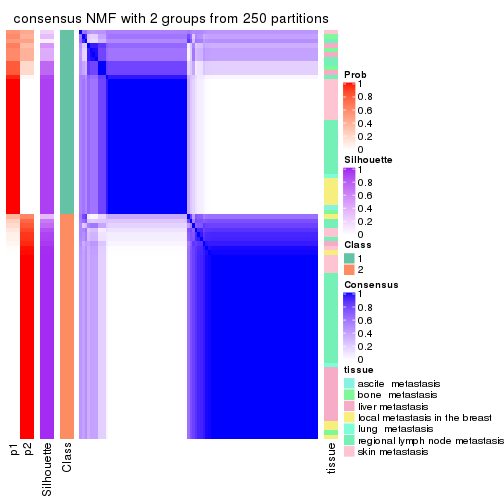 consensus NMF with 2 groups from 250 partitions
Prob
1
0.8
0.6
0.4
0.2
0
Silhouette
1
0.8
0.6
0.4
0.2
0
Class
1
2
Consensus
1
0.8
0.6
0.4
0.2
0
tissue
ascite metastasis
bone metastasis
liver metastasis
local metastasis in the breast
lung metastasis
regional lymph node metastasis
skin metastasis
p1
p2
Silhouette
Class
tissue